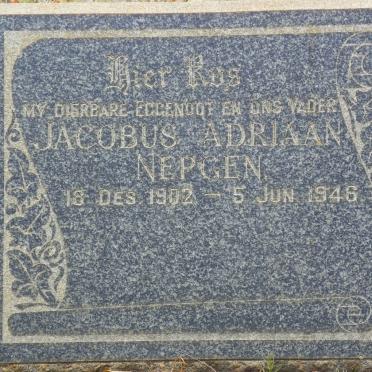 Hier Rus
MY DIERBARE EGGENOOT EN ONS VADER
JACOBUS ADRIAAN
NEPGEN
18 DES 1902 — 5 JUN 1946